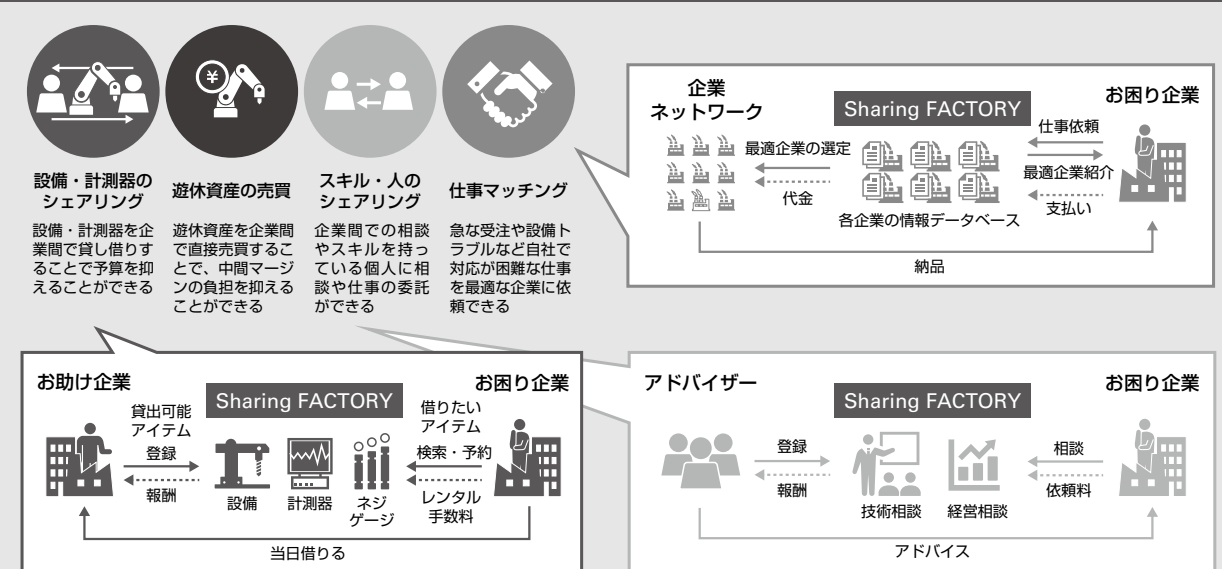 設備・計測器の
シェアリング
設備・計測器を企
業間で貸し借りす
ることで予算を抑
えることができる
遊休資産の売買
遊休資産を企業間
で直接売買するこ
とで、中間マージ
ンの負担を抑える
ことができる
スキル・人の
シェアリング
企業間での相談
やスキルを持っ
ている個人に相
談や仕事の委託
ができる
仕事マッチング
急な受注や設備ト
ラブルなど自社で
対応が困難な仕事
を最適な企業に依
頼できる
企業
ネットワーク
Sharing FACTORY
お困り企業
最適企業の選定
代金
各企業の情報データベース
仕事依頼
最適企業紹介
支払い
納品
お助け企業
Sharing FACTORY
お困り企業
貸出可能
アイテム
登録
報酬
設備
計測器
ネジ
ゲージ
借りたい
アイテム
検索・予約
レンタル
手数料
当日借りる
アドバイザー
Sharing FACTORY
お困り企業
登録
報酬
技術相談
経営相談
相談
依頼料
アドバイス
¥